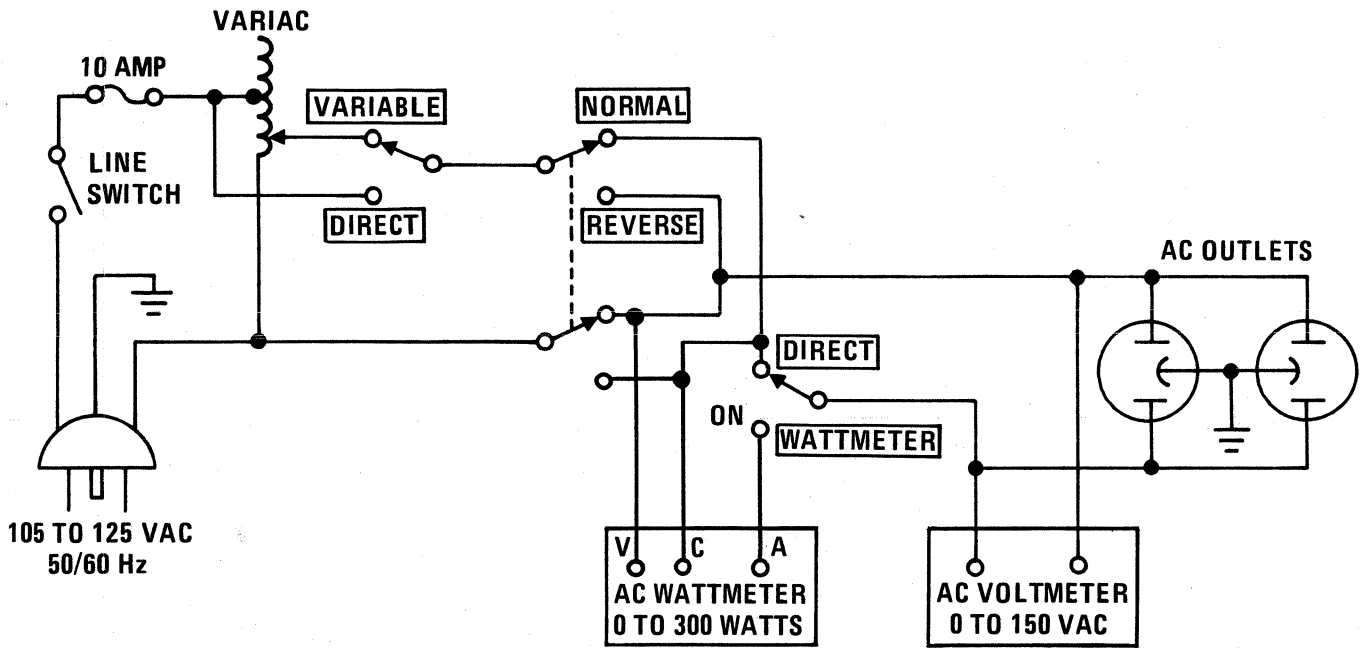 VARIAC
10 AMP
VARIABLE
NORMAL
LINE
SWITCH
DIRECT
REVERSE
AC OUTLETS
DIRECT
ON
WATTMETER
105 TO 125 VAC
50/60 Hz
V C A
AC WATTMETER
0 TO 300 WATTS
AC VOLTMETER
0 TO 150 VAC